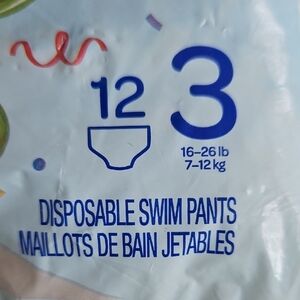 12
3
16-26 lb
7-12 kg
DISPOSABLE SWIM PANTS
MAILLOTS DE BAIN JETABLES